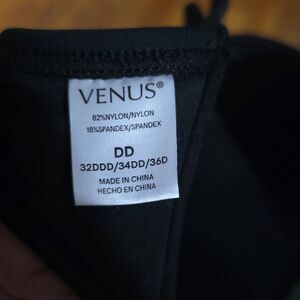 VENUS®
82%NYLON/NYLON
18%SPANDEX/SPANDEX
DD
32DDD/34DD/36D
MADE IN CHINA
HECHO EN CHINA